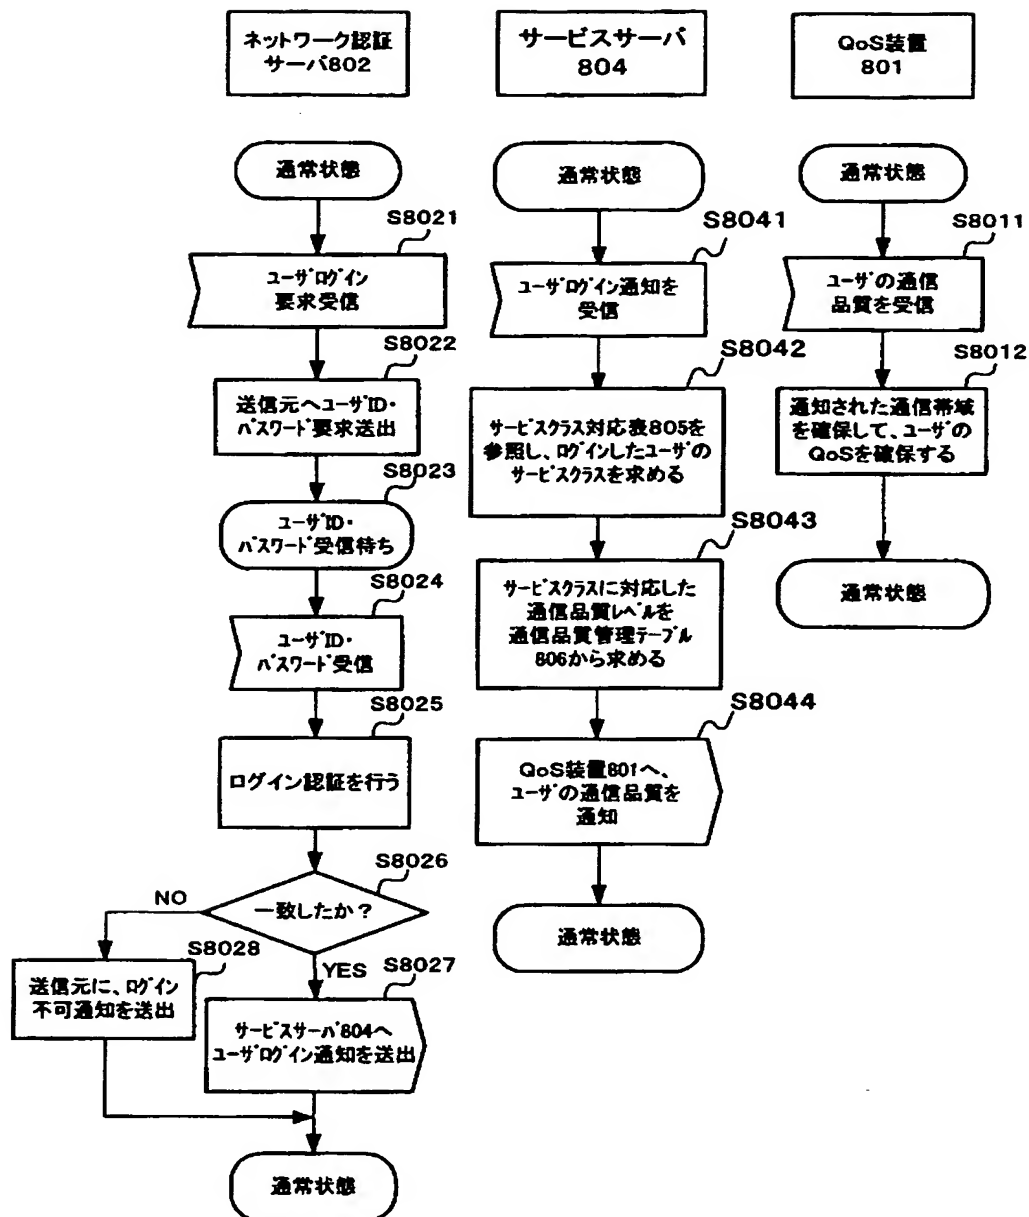 ネットワーク認証
サーバ802
通常状態
S8021
ユーザログイン
要求受信
S8022
送信元へユーザID・
パスワード要求送出
S8023
ユーザID・
パスワード受信待ち
S8024
ユーザID・
パスワード受信
S8025
ログイン認証を行う
S8026
一致したか?
NO
YES
S8028
送信元に、ログイン
不可通知を送出
S8027
サービスサーバ804へ
ユーザログイン通知を送出
通常状態
サービスサーバ
804
通常状態
S8041
ユーザログイン通知を
受信
S8042
サービスクラス対応表805を
参照し、ログインしたユーザの
サービスクラスを求める
S8043
サービスクラスに対応した
通信品質レベルを
通信品質管理テーブル
806から求める
S8044
QoS装置801へ、
ユーザの通信品質を
通知
通常状態
QoS装置
801
通常状態
S8011
ユーザの通信
品質を受信
S8012
通知された通信帯域
を確保して、ユーザの
QoSを確保する
通常状態